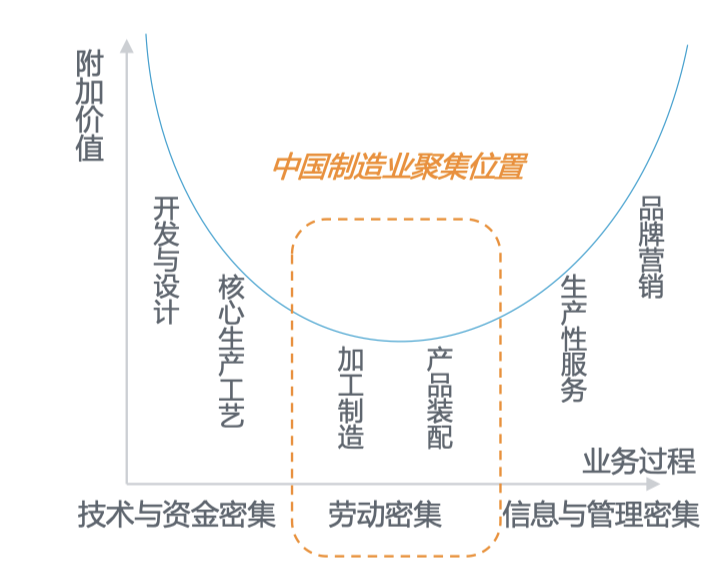 附加价值
中国制造业聚集位置
开发与设计
核心生产工艺
加工制造
产品装配
生产性服务
品牌营销
业务过程
技术与资金密集
劳动密集
信息与管理密集